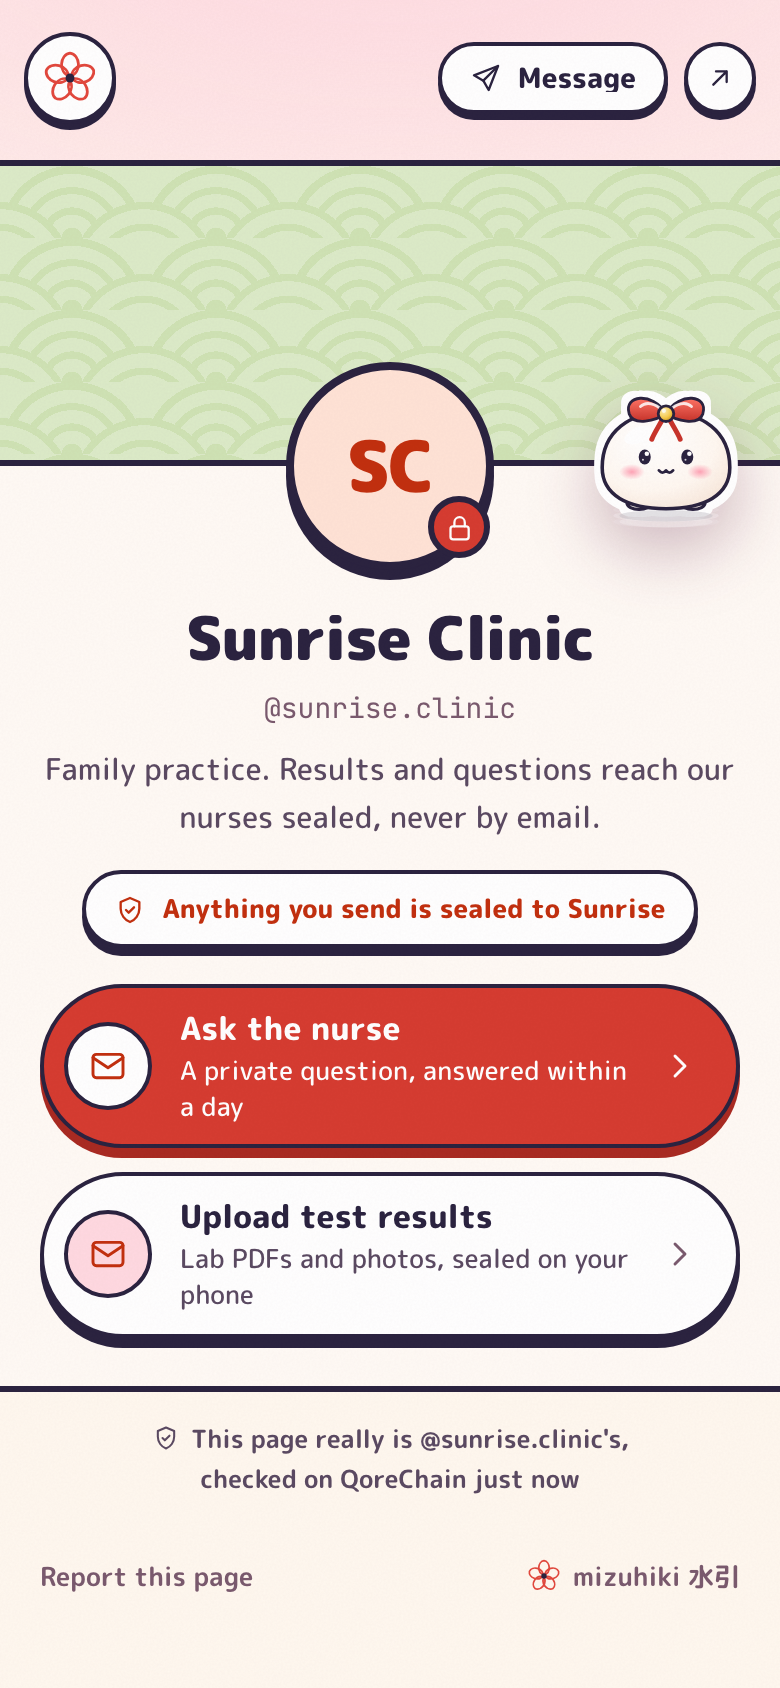 Message
SC
Sunrise Clinic
@sunrise.clinic
Family practice. Results and questions reach our
nurses sealed, never by email.
Anything you send is sealed to Sunrise
Ask the nurse
A private question, answered within
a day
Upload test results
Lab PDFs and photos, sealed on your
phone
This page really is @sunrise.clinic's,
checked on QoreChain just now
Report this page
mizuhiki 水引